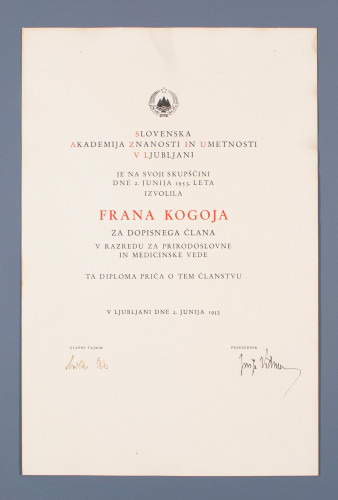 SLOVENSKA
AKADEMIJA ZNANOSTI IN UMETNOSTI
V LJUBLJANI
JE NA SVOJI SKUPŠČINI
DNE 2. JUNIJA 1953. LETA
IZVOLILA
FRANA KOGOJA
ZA DOPISNEGA ČLANA
V RAZREDU ZA PRIRODOSLOVNE
IN MEDICINSKE VEDE
TA DIPLOMA PRIČA O TEM ČLANSTVU
V LJUBLJANI DNE 2. JUNIJA 1953
GLAVNI TAJNIK
PREDSEDNIK